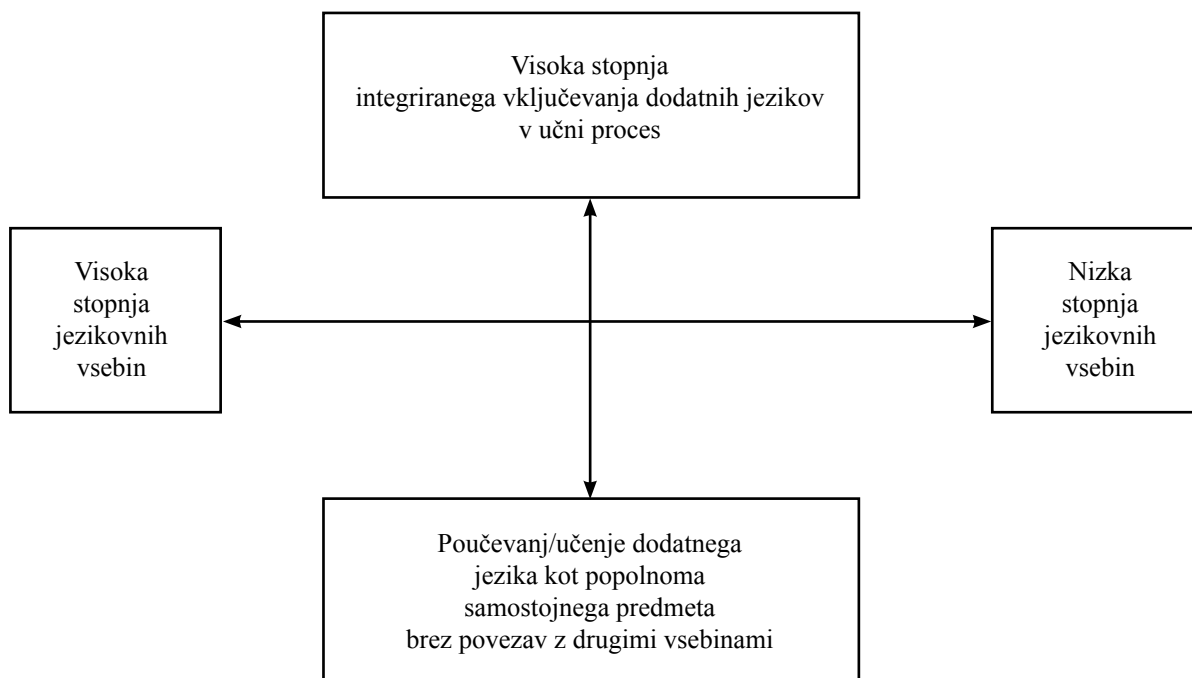 Visoka stopnja
integriranega vključevanja dodatnih jezikov
v učni proces
Visoka
stopnja
jezikovnih
vsebin
Nizka
stopnja
jezikovnih
vsebin
Poučevanj/učenje dodatnega
jezika kot popolnoma
samostojnega predmeta
brez povezav z drugimi vsebinami